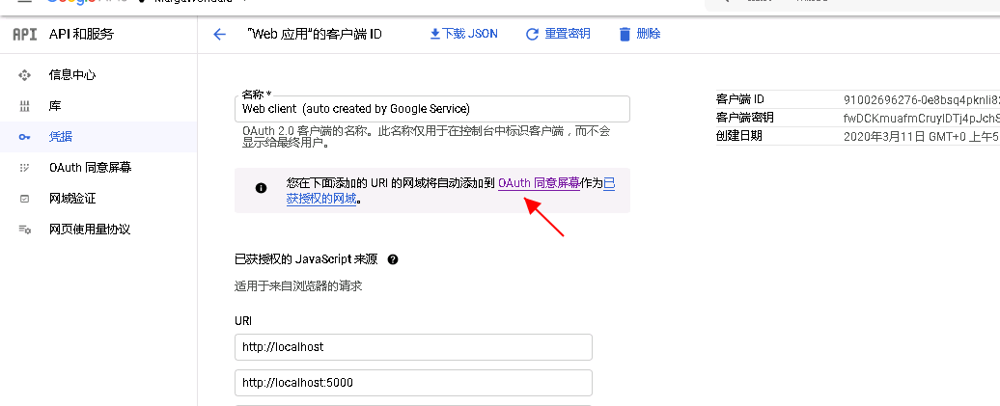 API API 和服务
"Web 应用"的客户端 ID
下载 JSON
重置密钥
删除
信息中心
库
凭据
OAuth 同意屏幕
网域验证
网页使用量协议
名称 *
Web client (auto created by Google Service)
OAuth 2.0 客户端的名称。此名称仅用于在控制台中标识客户端，而不会
显示给最终用户。
您在下面添加的 URI 的网域将自动添加到 OAuth 同意屏幕作为已
获授权的网域。
已获授权的 JavaScript 来源
适用于来自浏览器的请求
URI
http://localhost
http://localhost:5000
客户端 ID
客户端密钥
创建日期 2020年3月11日 GMT+0 上午5